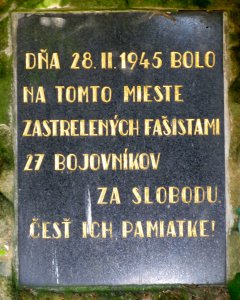 DŇA 28. II. 1945 BOLO
NA TOMTO MIESTE
ZASTRELENÝCH FAŠISTAMI
27 BOJOVNÍKOV
ZA SLOBODU
ČESŤ ICH PAMIATKE!